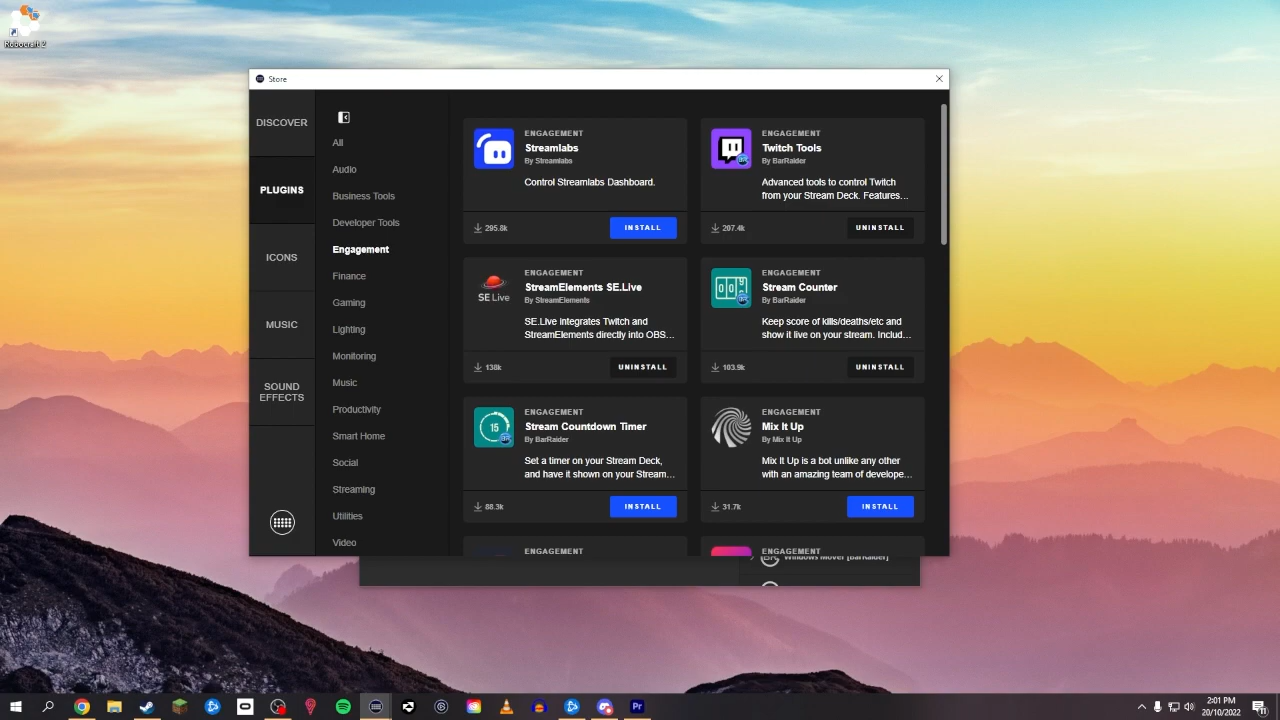 Robocraft 2
Store
DISCOVER
PLUGINS
ICONS
MUSIC
SOUND
EFFECTS
All
Audio
Business Tools
Developer Tools
Engagement
Finance
Gaming
Lighting
Monitoring
Music
Productivity
Smart Home
Social
Streaming
Utilities
Video
ENGAGEMENT
Streamlabs
By Streamlabs
Control Streamlabs Dashboard.
295.8k
INSTALL
ENGAGEMENT
Twitch Tools
By BarRaider
Advanced tools to control Twitch
from your Stream Deck. Features...
207.4k
UNINSTALL
SE Live
ENGAGEMENT
StreamElements SE.Live
By StreamElements
SE.Live integrates Twitch and
StreamElements directly into OBS...
138k
UNINSTALL
ENGAGEMENT
Stream Counter
By BarRaider
Keep score of kills/deaths/etc and
show it live on your stream. Includ...
103.9k
UNINSTALL
15
ENGAGEMENT
Stream Countdown Timer
By BarRaider
Set a timer on your Stream Deck,
and have it shown on your Stream...
88.3k
INSTALL
ENGAGEMENT
Mix It Up
By Mix It Up
Mix It Up is a bot unlike any other
with an amazing team of develope...
31.7k
INSTALL
ENGAGEMENT
ENGAGEMENT
Windows Mover [BarRaider]
Pr
2:01 PM
20/10/2022